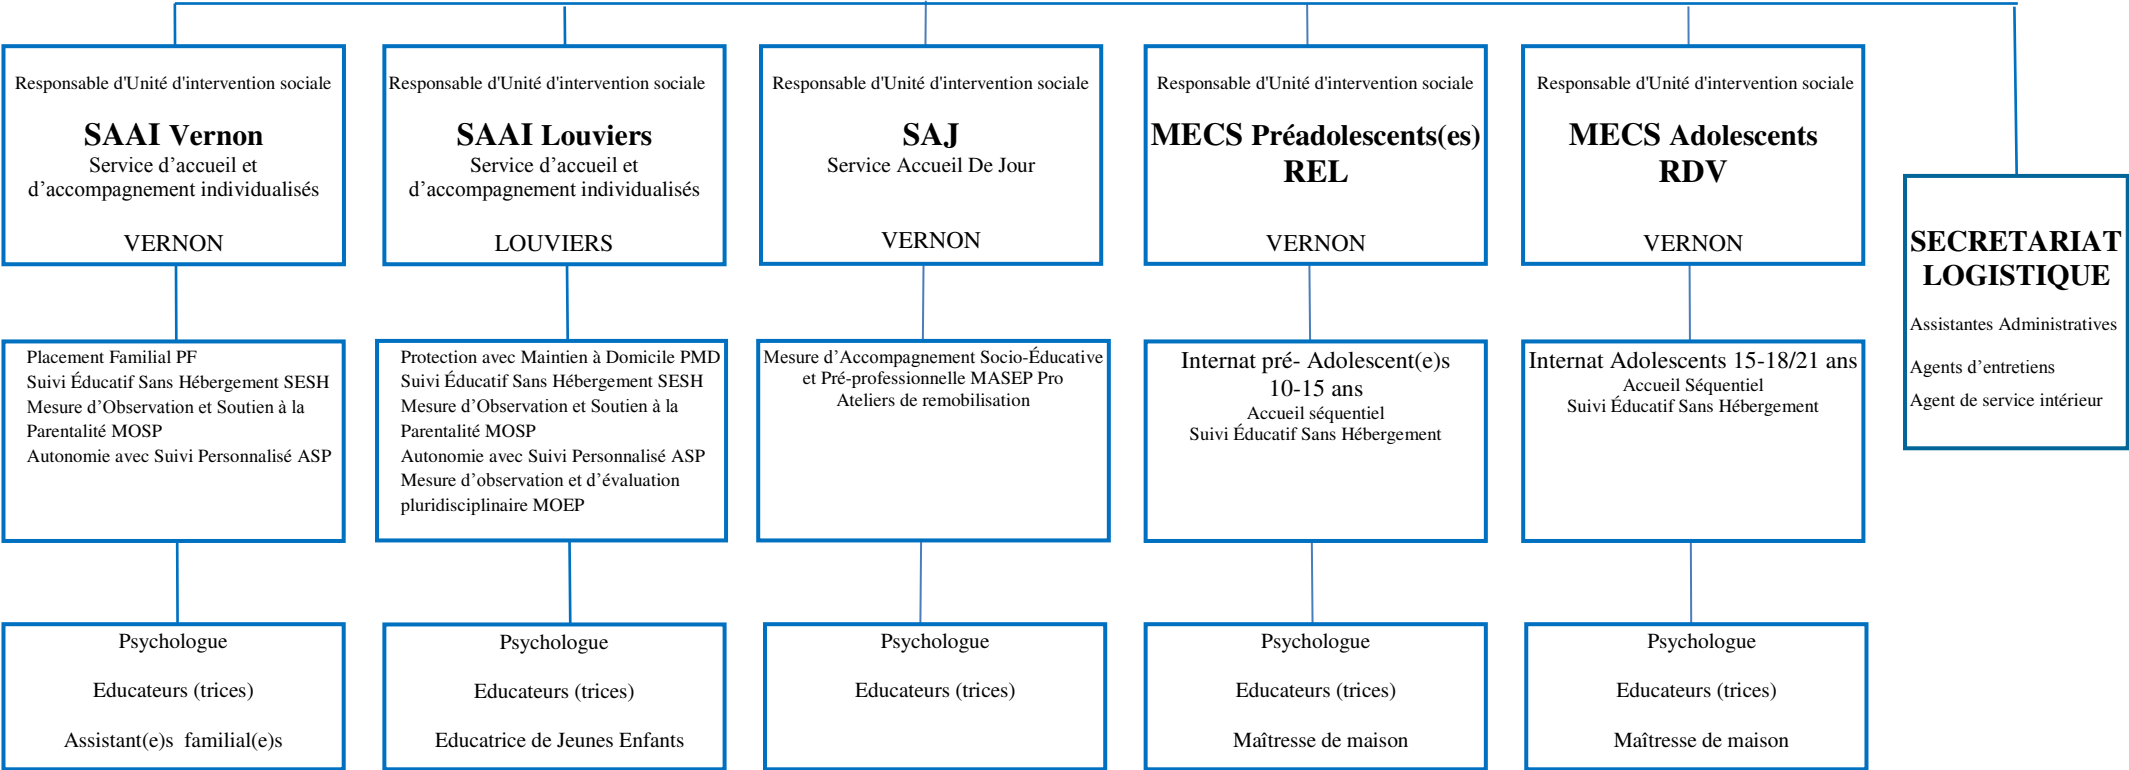 Responsable d'Unité d'intervention sociale
SAAI Vernon
Service d’accueil et
d’accompagnement individualisés
VERNON
Responsable d'Unité d'intervention sociale
SAAI Louviers
Service d’accueil et
d’accompagnement individualisés
LOUVIERS
Responsable d'Unité d'intervention sociale
SAJ
Service Accueil De Jour
VERNON
Responsable d'Unité d'intervention sociale
MECS Préadolescents(es)
REL
VERNON
Responsable d'Unité d'intervention sociale
MECS Adolescents
RDV
VERNON
SECRETARIAT
LOGISTIQUE
Assistantes Administratives
Agents d’entretiens
Agent de service intérieur
Placement Familial PF
Suivi Éducatif Sans Hébergement SESH
Mesure d’Observation et Soutien à la
Parentalité MOSP
Autonomie avec Suivi Personnalisé ASP
Protection avec Maintien à Domicile PMD
Suivi Éducatif Sans Hébergement SESH
Mesure d’Observation et Soutien à la
Parentalité MOSP
Autonomie avec Suivi Personnalisé ASP
Mesure d’observation et d’évaluation
pluridisciplinaire MOEP
Mesure d’Accompagnement Socio-Éducative
et Pré-professionnelle MASEP Pro
Ateliers de remobilisation
Internat pré- Adolescent(e)s
10-15 ans
Accueil séquentiel
Suivi Éducatif Sans Hébergement
Internat Adolescents 15-18/21 ans
Accueil Séquentiel
Suivi Éducatif Sans Hébergement
Psychologue
Educateurs (trices)
Assistant(e)s familial(e)s
Psychologue
Educateurs (trices)
Educatrice de Jeunes Enfants
Psychologue
Educateurs (trices)
Psychologue
Educateurs (trices)
Maîtresse de maison
Psychologue
Educateurs (trices)
Maîtresse de maison